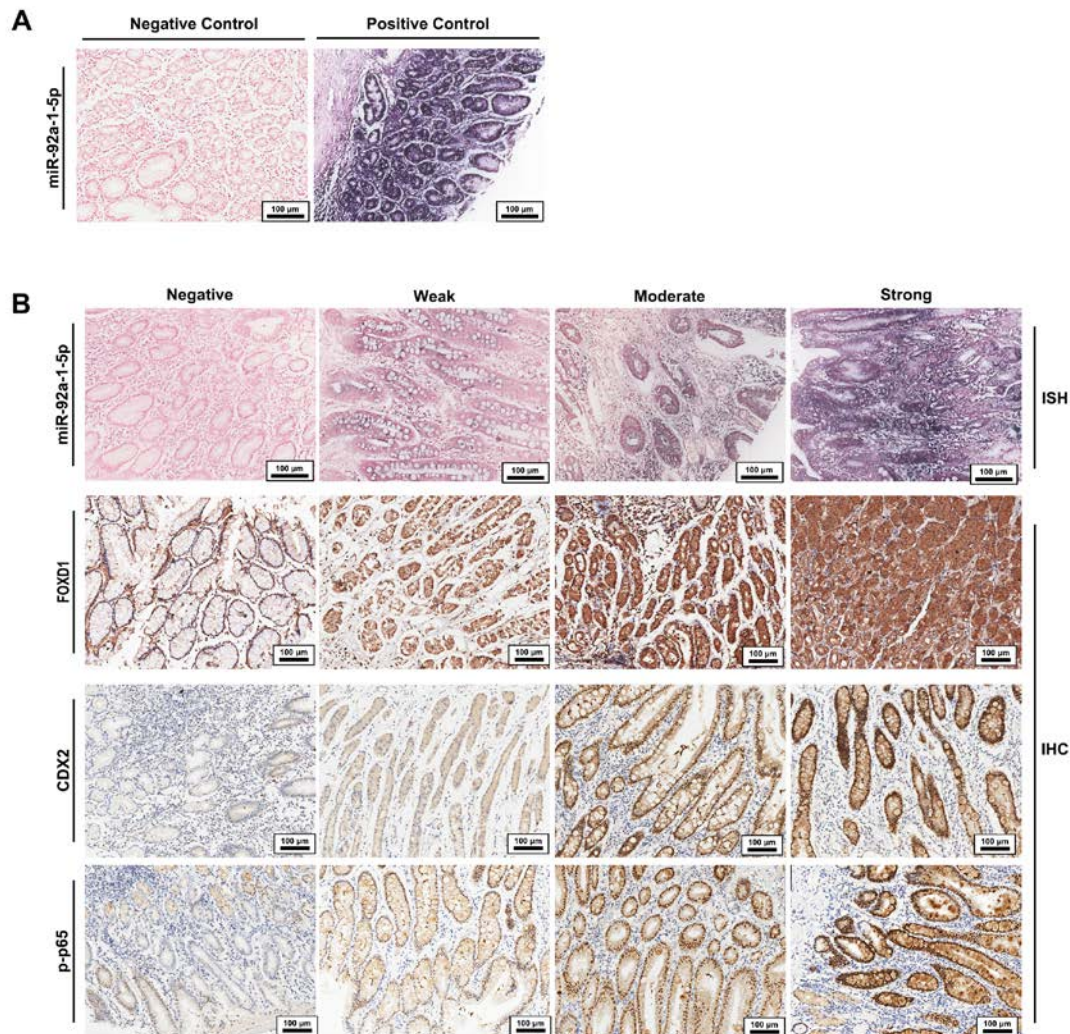 A
Negative Control
Positive Control
miR-92a-1-5p
100 μm
100 μm
B
Negative
Weak
Moderate
Strong
miR-92a-1-5p
100 μm
100 μm
100 μm
100 μm
ISH
FOXD1
100 μm
100 μm
100 μm
100 μm
CDX2
100 μm
100 μm
100 μm
100 μm
IHC
p-p65
100 μm
100 μm
100 μm
100 μm